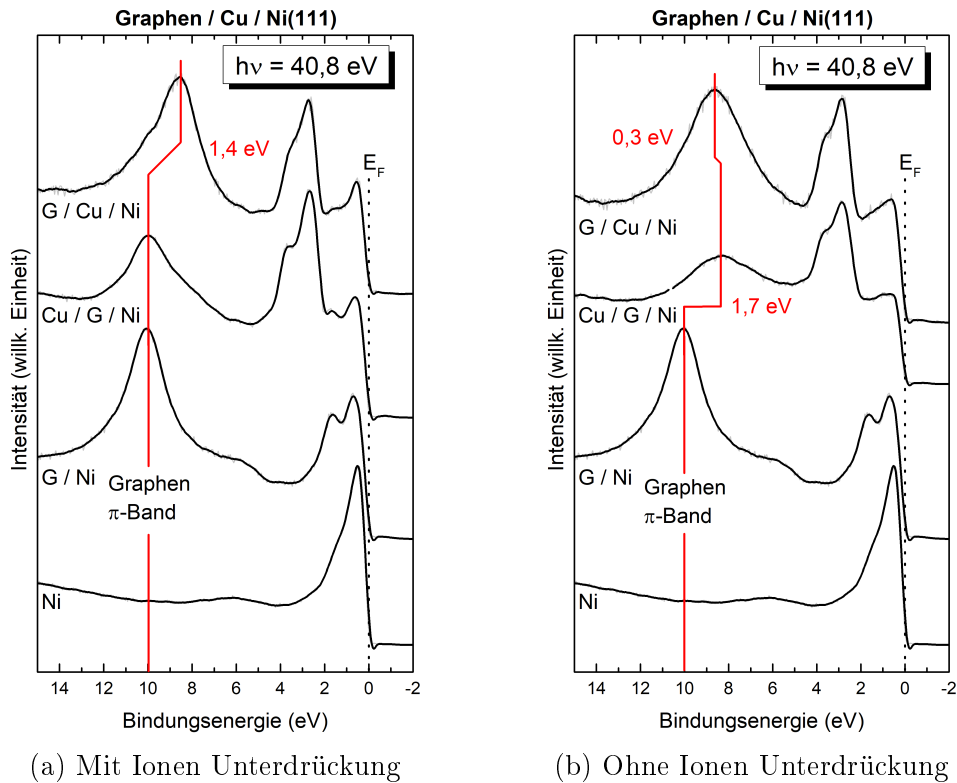 Graphen / Cu / Ni(111)
hν = 40,8 eV
1,4 eV
E_F
G / Cu / Ni
Cu / G / Ni
G / Ni
Graphen
π-Band
Ni
Intensität (willk. Einheit)
14 12 10 8 6 4 2 0 -2
Bindungsenergie (eV)
(a) Mit Ionen Unterdrückung
Graphen / Cu / Ni(111)
hν = 40,8 eV
0,3 eV
E_F
G / Cu / Ni
Cu / G / Ni
1,7 eV
G / Ni
Graphen
π-Band
Ni
Intensität (willk. Einheit)
14 12 10 8 6 4 2 0 -2
Bindungsenergie (eV)
(b) Ohne Ionen Unterdrückung